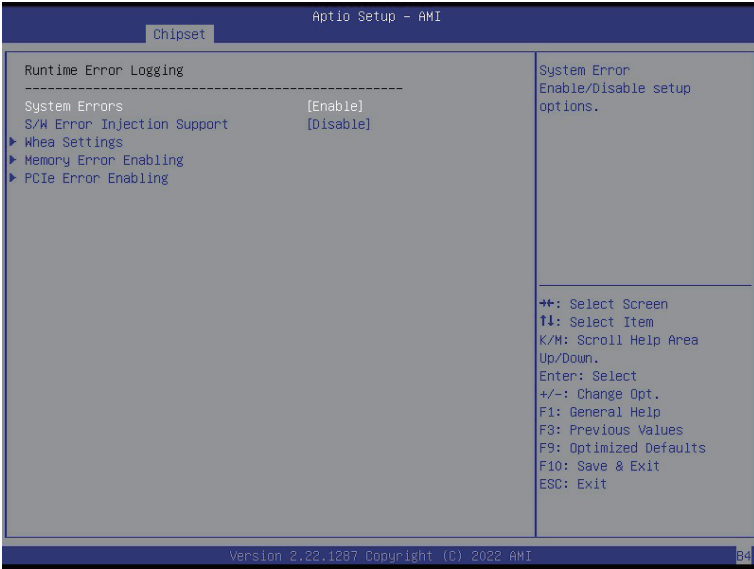 Aptio Setup – AMI
Chipset
Runtime Error Logging
--------------------------------------------------
System Errors [Enable]
S/W Error Injection Support [Disable]
Whea Settings
Memory Error Enabling
PCIe Error Enabling
System Error
Enable/Disable setup
options.
→←: Select Screen
↑↓: Select Item
K/M: Scroll Help Area
Up/Down.
Enter: Select
+/-: Change Opt.
F1: General Help
F3: Previous Values
F9: Optimized Defaults
F10: Save & Exit
ESC: Exit
Version 2.22.1287 Copyright (C) 2022 AMI
B4